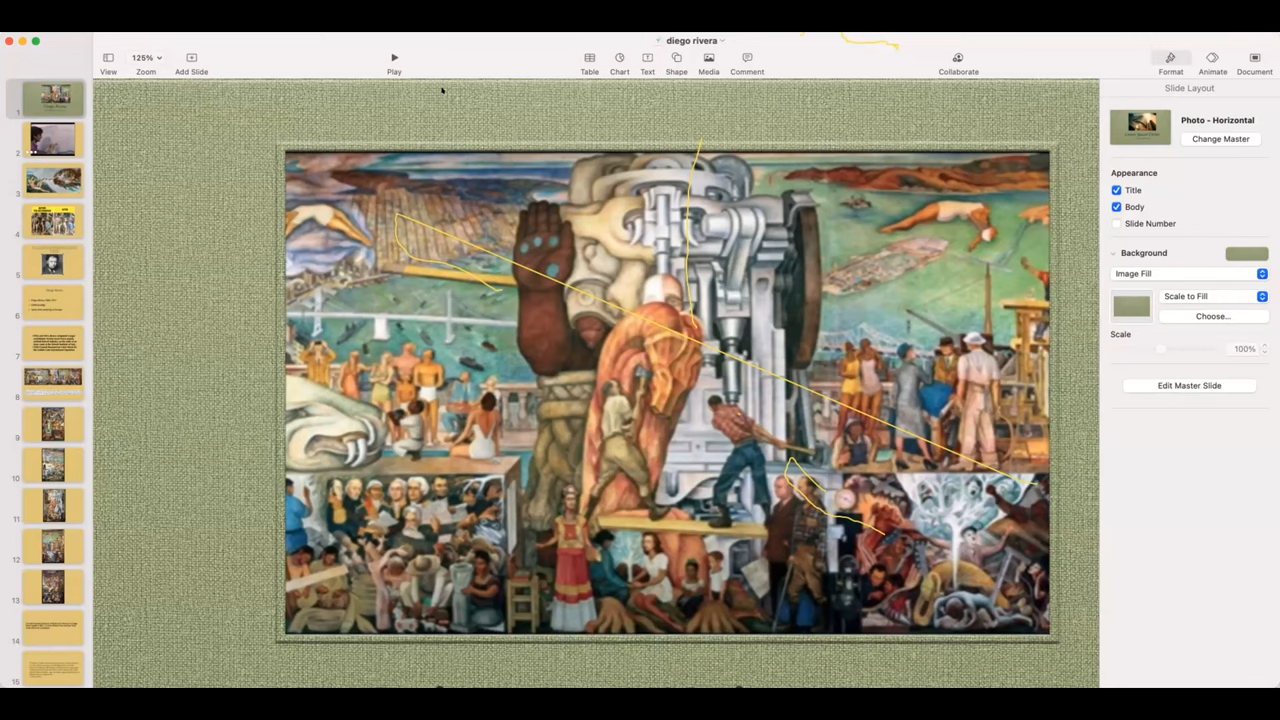 diego rivera
125%
View
Zoom
Add Slide
Play
Table
Chart
Text
Shape
Media
Comment
Collaborate
Format
Animate
Document
Slide Layout
Photo - Horizontal
Change Master
Appearance
Title
Body
Slide Number
Background
Image Fill
Scale to Fill
Choose...
Scale
100%
Edit Master Slide
1
2
3
4
5
6
7
8
9
10
11
12
13
14
15